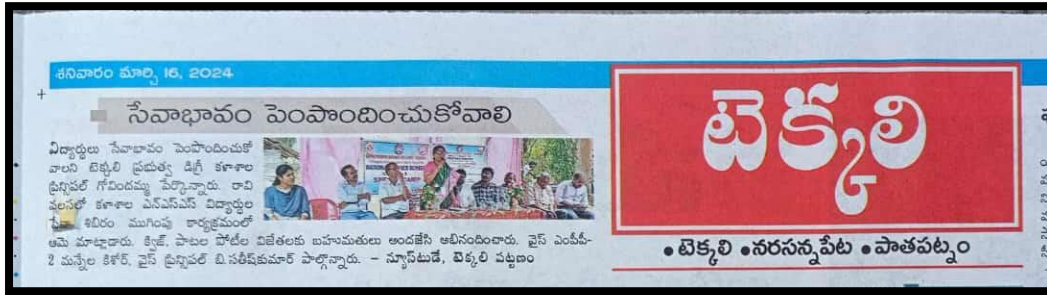 శనివారం మార్చి 16, 2024
సేవాభావం పెంపొందించుకోవాలి
విద్యార్థులు సేవాభావం పెంపొందించుకో
వాలని టెక్కలి ప్రభుత్వ డిగ్రీ కళాశాల
ప్రిన్సిపల్ గోవిందమ్మ పేర్కొన్నారు. రావి
వలసలో కళాశాల ఎన్ఎస్ఎస్ విద్యార్థుల
సేవా శిబిరం ముగింపు కార్యక్రమంలో
ఆమె మాట్లాడారు. క్విజ్, పాటల పోటీల విజేతలకు బహుమతులు అందజేసి అభినందించారు. వైస్ ఎంపీపీ-
2 మన్నేల కిశోర్, వైస్ ప్రిన్సిపల్ బి.సతీష్‌కుమార్ పాల్గొన్నారు. – న్యూస్‌టుడే, టెక్కలి పట్టణం
టెక్కలి
• టెక్కలి • నరసన్నపేట • పాతపట్నం